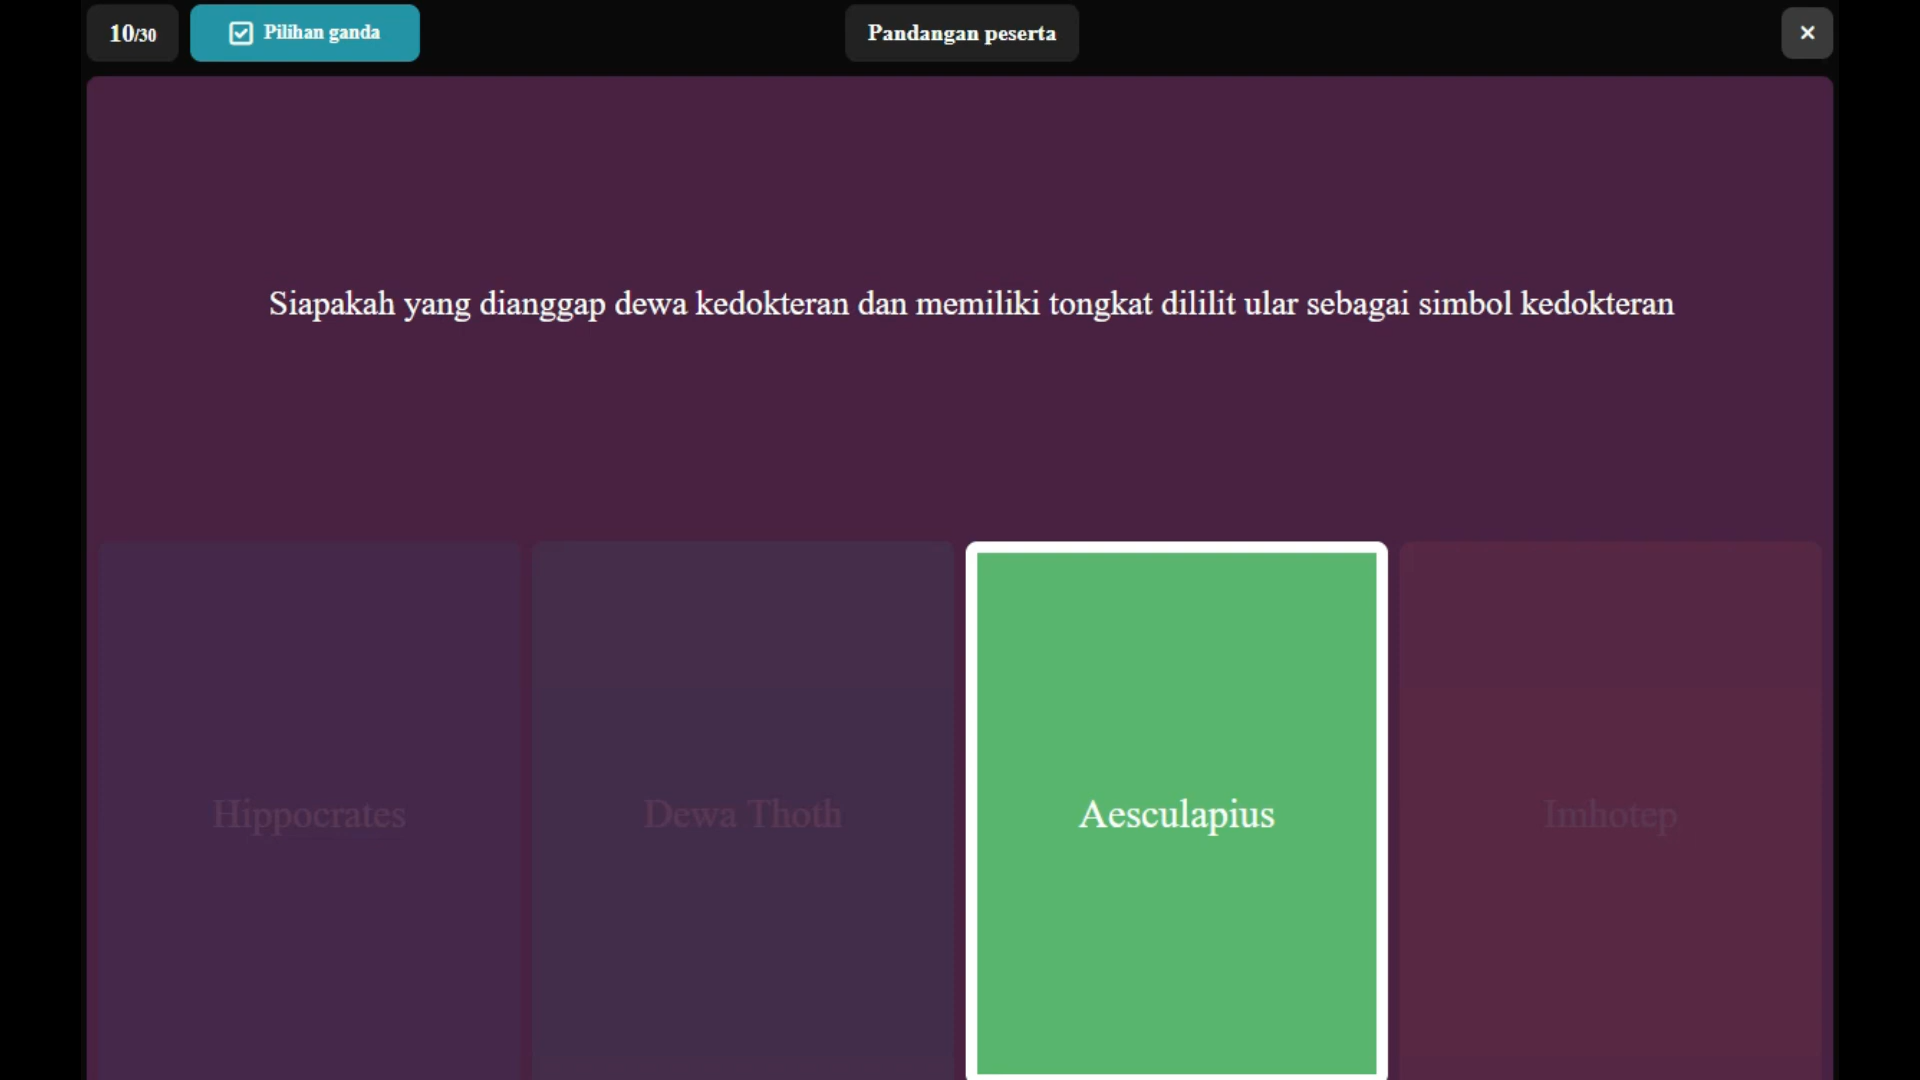 10/30
Pilihan ganda
Pandangan peserta
×
Siapakah yang dianggap dewa kedokteran dan memiliki tongkat dililit ular sebagai simbol kedokteran
Hippocrates
Dewa Thoth
Aesculapius
Imhotep